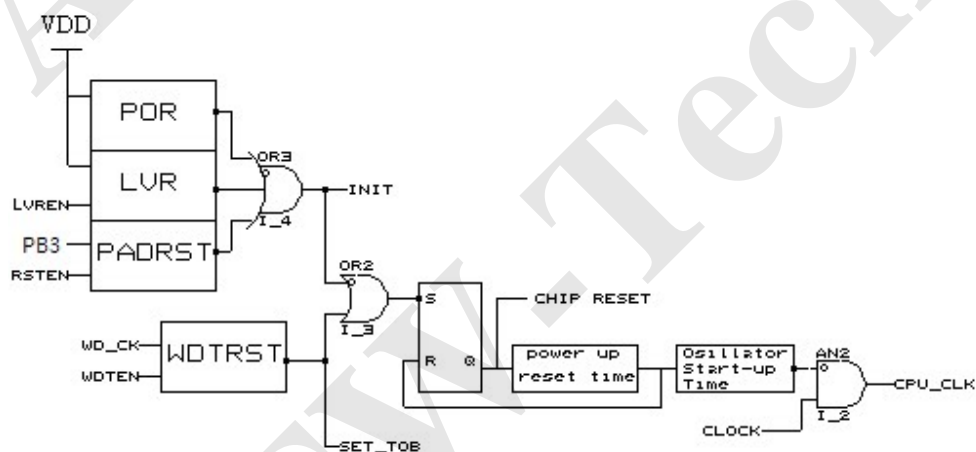 VDD
POR
OR3
LVR
INIT
LVREN
I_4
PB3
PADRST
RSTEN
OR2
S
CHIP RESET
I_3
WD_CK
WDTRST
WDTEN
R
Q
power up
reset time
Osillator
Start-up
Time
AN2
CPU_CLK
I_2
CLOCK
SET_TOB
W-Tech